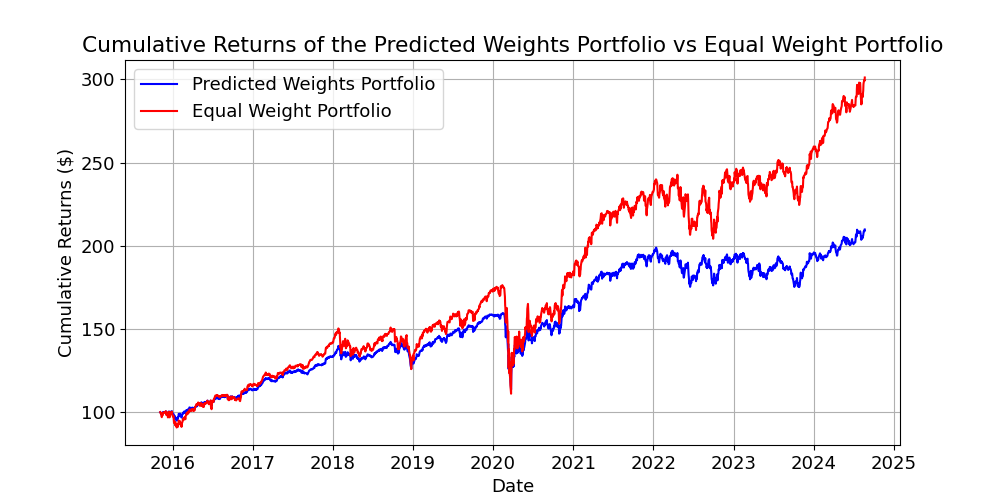 Cumulative Returns of the Predicted Weights Portfolio vs Equal Weight Portfolio
Predicted Weights Portfolio
Equal Weight Portfolio
Cumulative Returns ($)
300
250
200
150
100
2016 2017 2018 2019 2020 2021 2022 2023 2024 2025
Date